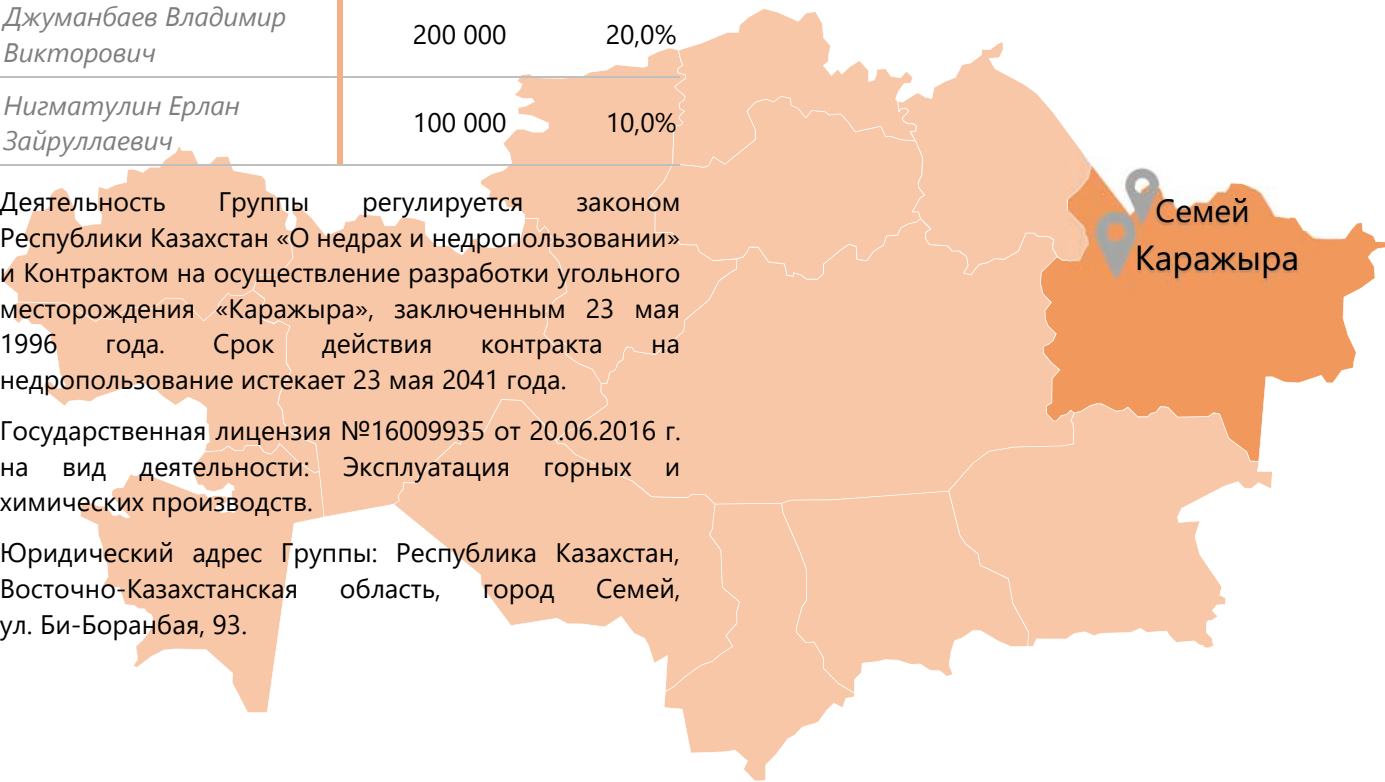 Джуманбаев Владимир
Викторович 200 000 20,0%
Нигматулин Ерлан
Зайруллаевич 100 000 10,0%
Деятельность Группы регулируется законом
Республики Казахстан «О недрах и недропользовании»
и Контрактом на осуществление разработки угольного
месторождения «Каражыра», заключенным 23 мая
1996 года. Срок действия контракта на
недропользование истекает 23 мая 2041 года.
Государственная лицензия №16009935 от 20.06.2016 г.
на вид деятельности: Эксплуатация горных и
химических производств.
Юридический адрес Группы: Республика Казахстан,
Восточно-Казахстанская область, город Семей,
ул. Би-Боранбая, 93.
Семей
Каражыра